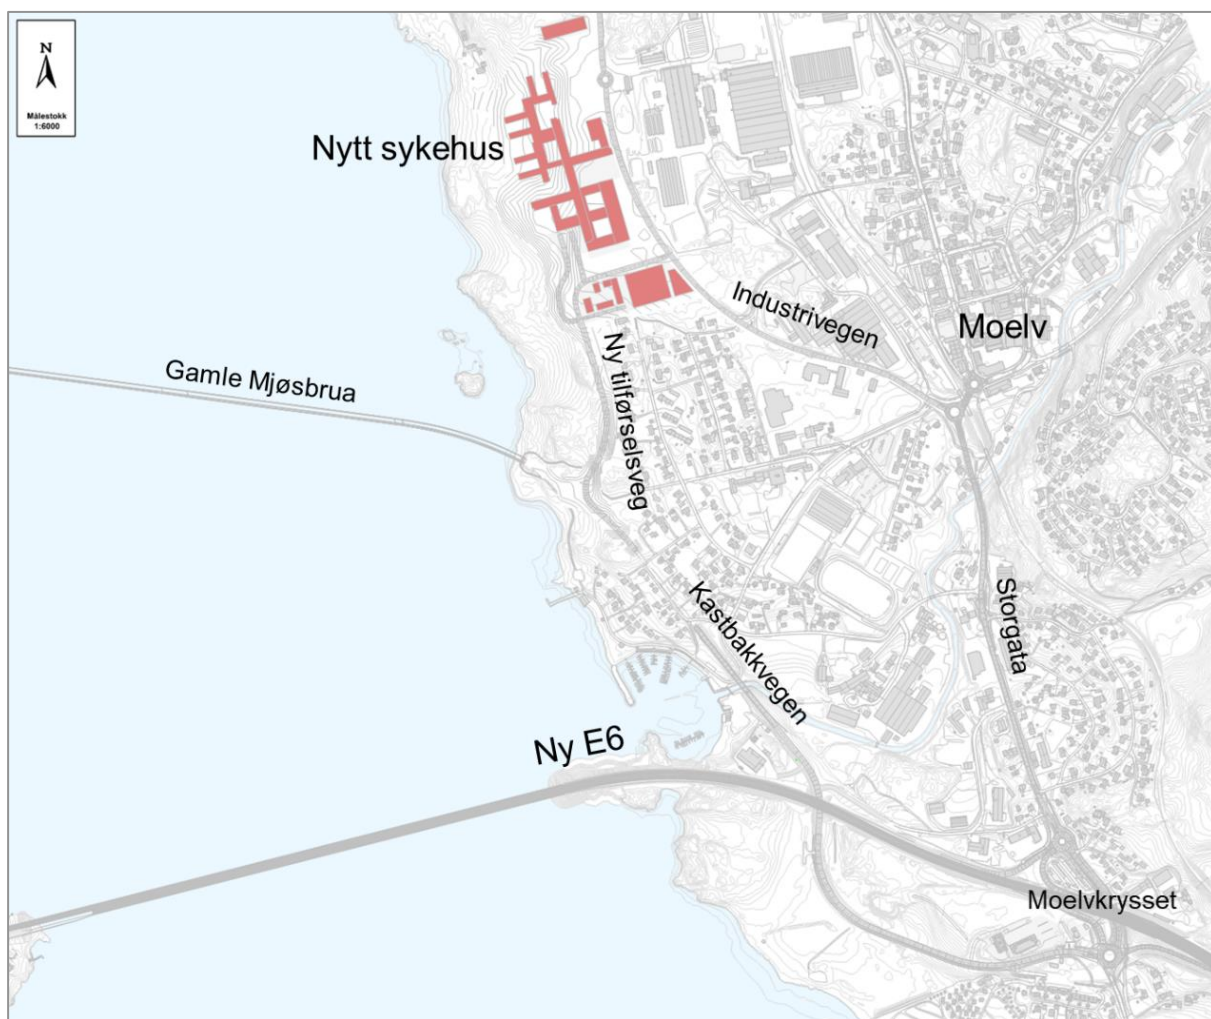 N
Målestokk
1:6000
Nytt sykehus
Industrivegen
Moelv
Gamle Mjøsbrua
Ny tilførselsveg
Kastbakkvegen
Storgata
Ny E6
Moelvkrysset